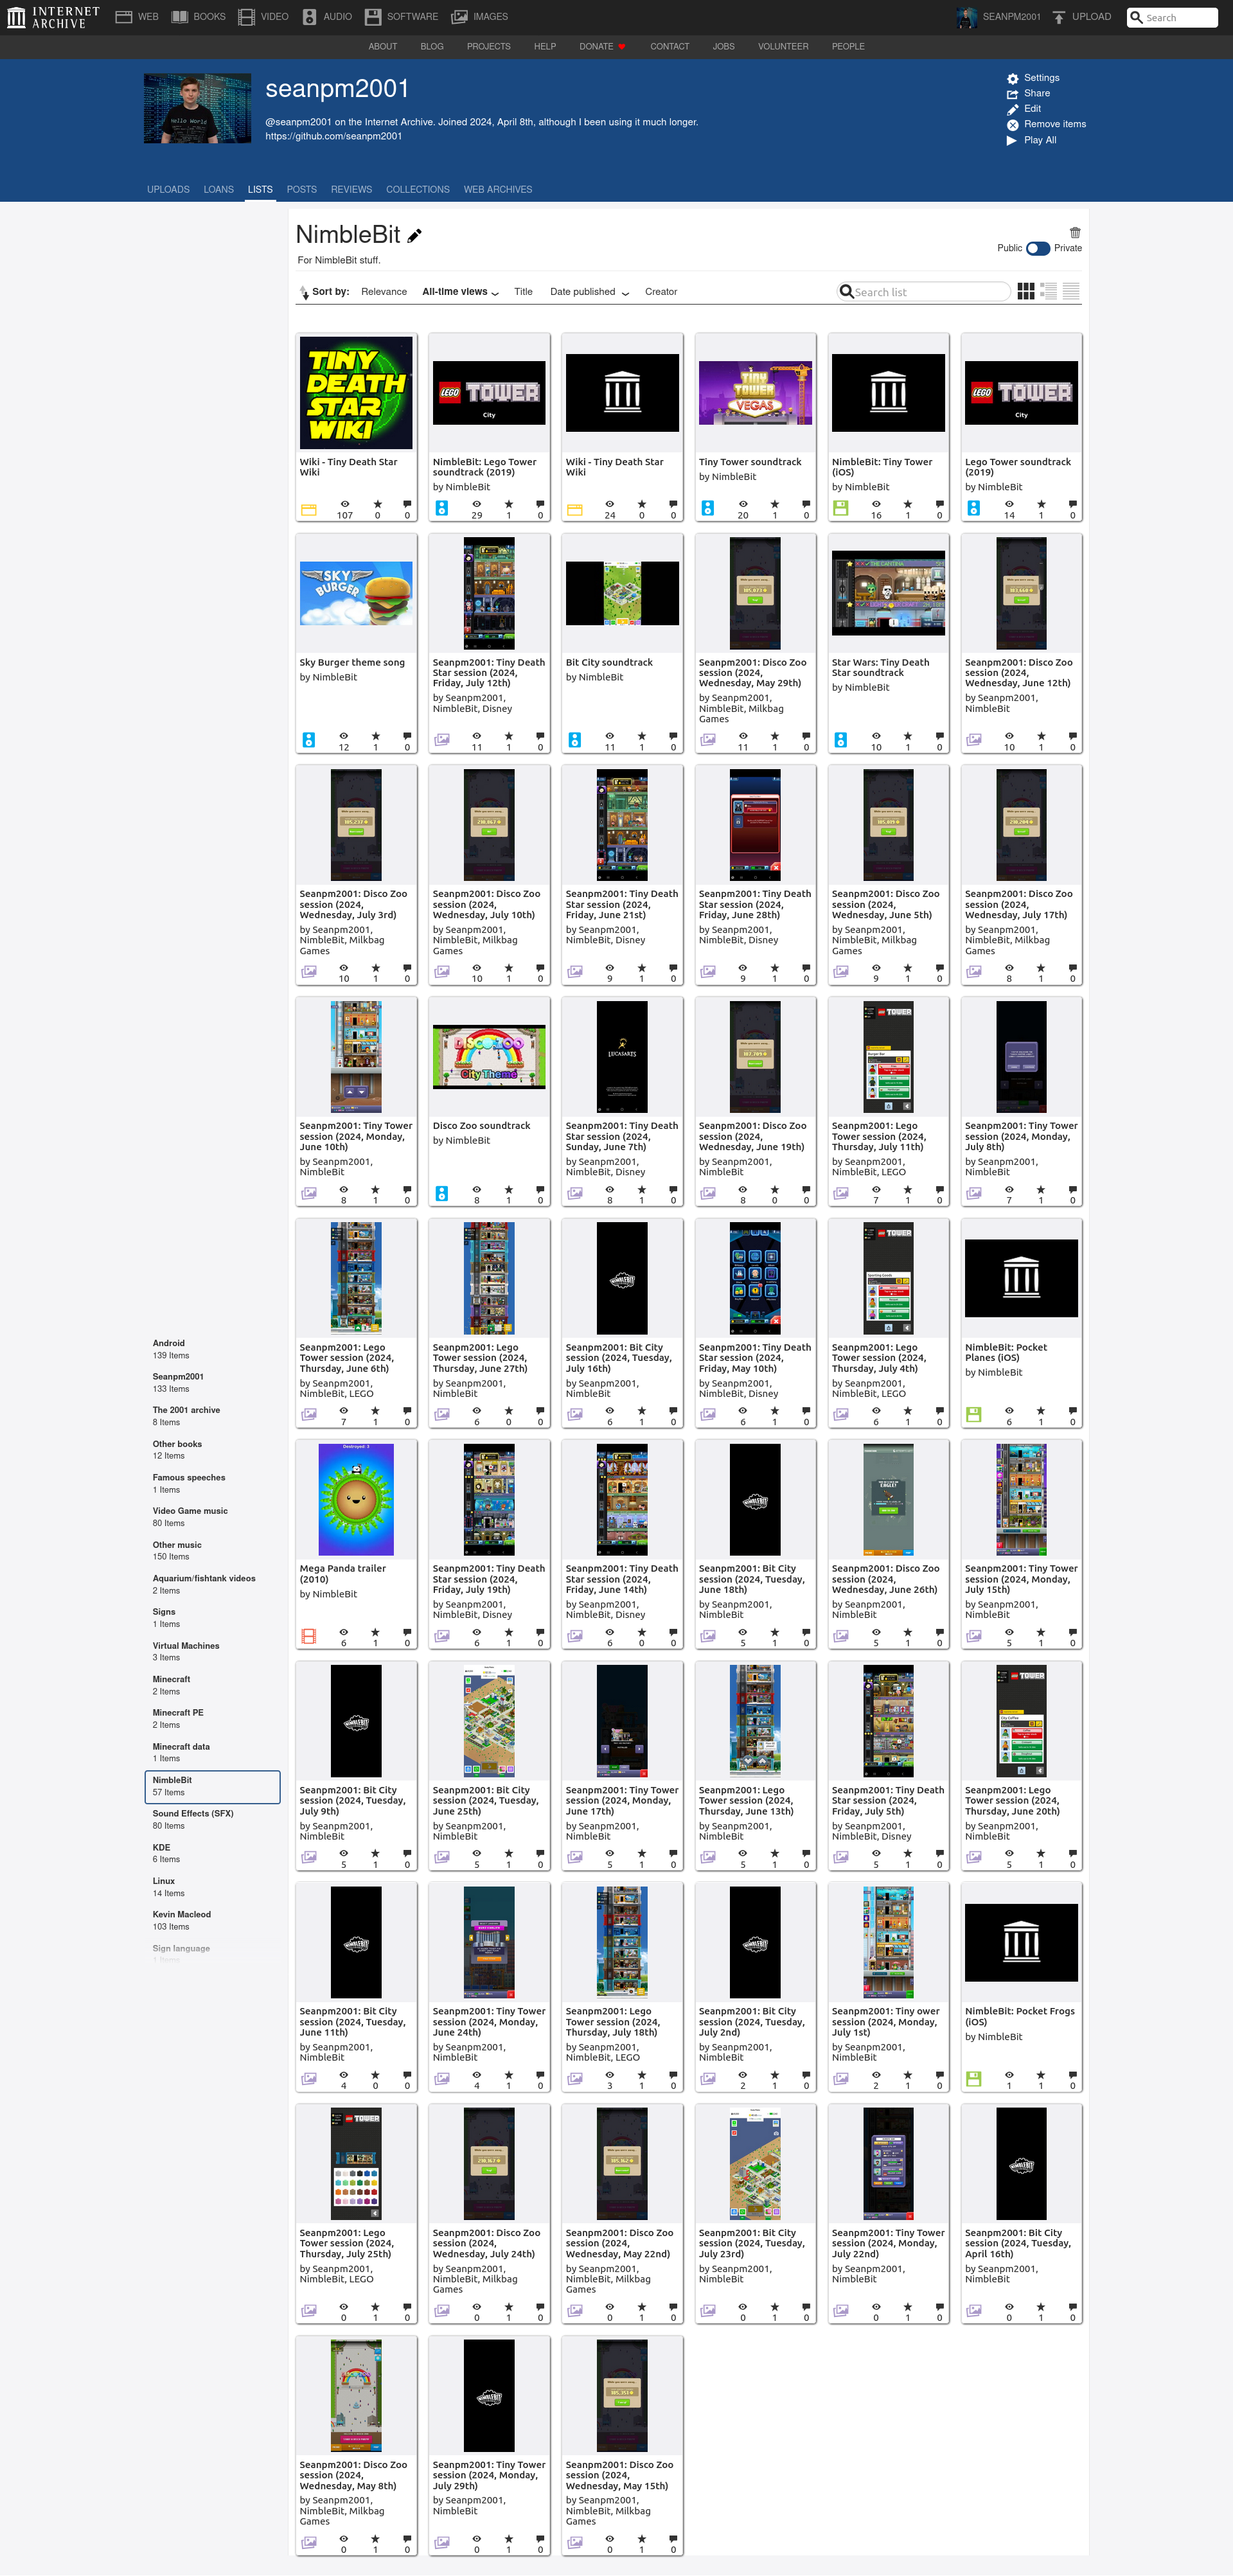 INTERNET ARCHIVE
WEB
BOOKS
VIDEO
AUDIO
SOFTWARE
IMAGES
SEANPM2001
UPLOAD
Search
ABOUT
BLOG
PROJECTS
HELP
DONATE
CONTACT
JOBS
VOLUNTEER
PEOPLE
seanpm2001
@seanpm2001 on the Internet Archive. Joined 2024, April 8th, although I been using it much longer.
https://github.com/seanpm2001
Settings
Share
Edit
Remove items
Play All
UPLOADS
LOANS
LISTS
POSTS
REVIEWS
COLLECTIONS
WEB ARCHIVES
NimbleBit
For NimbleBit stuff.
Public
Private
Sort by:
Relevance
All-time views
Title
Date published
Creator
Search list
TINY
DEATH
STAR
WIKI
Wiki - Tiny Death Star
Wiki
107 0 0
LEGO TOWER
City
NimbleBit: Lego Tower
soundtrack (2019)
by NimbleBit
29 1 0
Wiki - Tiny Death Star
Wiki
24 0 0
TINY
TOWER
VEGAS
Tiny Tower soundtrack
by NimbleBit
20 1 0
NimbleBit: Tiny Tower
(iOS)
by NimbleBit
16 1 0
LEGO TOWER
City
Lego Tower soundtrack
(2019)
by NimbleBit
14 1 0
SKY
BURGER
Sky Burger theme song
by NimbleBit
12 1 0
Seanpm2001: Tiny Death
Star session (2024,
Friday, July 12th)
by Seanpm2001,
NimbleBit, Disney
11 1 0
Bit City soundtrack
by NimbleBit
11 1 0
Seanpm2001: Disco Zoo
session (2024,
Wednesday, May 29th)
by Seanpm2001,
NimbleBit, Milkbag
Games
11 1 0
Star Wars: Tiny Death
Star soundtrack
by NimbleBit
10 1 0
Seanpm2001: Disco Zoo
session (2024,
Wednesday, June 12th)
by Seanpm2001,
NimbleBit
10 1 0
Seanpm2001: Disco Zoo
session (2024,
Wednesday, July 3rd)
by Seanpm2001,
NimbleBit, Milkbag
Games
10 1 0
Seanpm2001: Disco Zoo
session (2024,
Wednesday, July 10th)
by Seanpm2001,
NimbleBit, Milkbag
Games
10 1 0
Seanpm2001: Tiny Death
Star session (2024,
Friday, June 21st)
by Seanpm2001,
NimbleBit, Disney
9 1 0
Seanpm2001: Tiny Death
Star session (2024,
Friday, June 28th)
by Seanpm2001,
NimbleBit, Disney
9 1 0
Seanpm2001: Disco Zoo
session (2024,
Wednesday, June 5th)
by Seanpm2001,
NimbleBit, Milkbag
Games
9 1 0
Seanpm2001: Disco Zoo
session (2024,
Wednesday, July 17th)
by Seanpm2001,
NimbleBit, Milkbag
Games
8 1 0
Seanpm2001: Tiny Tower
session (2024, Monday,
June 10th)
by Seanpm2001,
NimbleBit
8 1 0
DISCO ZOO
City Theme
Disco Zoo soundtrack
by NimbleBit
8 1 0
LUCASARTS
Seanpm2001: Tiny Death
Star session (2024,
Sunday, June 7th)
by Seanpm2001,
NimbleBit, Disney
8 1 0
Seanpm2001: Disco Zoo
session (2024,
Wednesday, June 19th)
by Seanpm2001,
NimbleBit
8 0 0
TOWER
Seanpm2001: Lego
Tower session (2024,
Thursday, July 11th)
by Seanpm2001,
NimbleBit, LEGO
7 1 0
Seanpm2001: Tiny Tower
session (2024, Monday,
July 8th)
by Seanpm2001,
NimbleBit
7 1 0
Seanpm2001: Lego
Tower session (2024,
Thursday, June 6th)
by Seanpm2001,
NimbleBit, LEGO
7 1 0
Seanpm2001: Lego
Tower session (2024,
Thursday, June 27th)
by Seanpm2001,
NimbleBit
6 0 0
NIMBLEBIT
Seanpm2001: Bit City
session (2024, Tuesday,
July 16th)
by Seanpm2001,
NimbleBit
6 1 0
Seanpm2001: Tiny Death
Star session (2024,
Friday, May 10th)
by Seanpm2001,
NimbleBit, Disney
6 1 0
TOWER
Seanpm2001: Lego
Tower session (2024,
Thursday, July 4th)
by Seanpm2001,
NimbleBit, LEGO
6 1 0
NimbleBit: Pocket
Planes (iOS)
by NimbleBit
6 1 0
Destroyed: 3
Mega Panda trailer
(2010)
by NimbleBit
6 1 0
Seanpm2001: Tiny Death
Star session (2024,
Friday, July 19th)
by Seanpm2001,
NimbleBit, Disney
6 1 0
Seanpm2001: Tiny Death
Star session (2024,
Friday, June 14th)
by Seanpm2001,
NimbleBit, Disney
6 0 0
NIMBLEBIT
Seanpm2001: Bit City
session (2024, Tuesday,
June 18th)
by Seanpm2001,
NimbleBit
5 1 0
Seanpm2001: Disco Zoo
session (2024,
Wednesday, June 26th)
by Seanpm2001,
NimbleBit
5 1 0
Seanpm2001: Tiny Tower
session (2024, Monday,
July 15th)
by Seanpm2001,
NimbleBit
5 1 0
NIMBLEBIT
Seanpm2001: Bit City
session (2024, Tuesday,
July 9th)
by Seanpm2001,
NimbleBit
5 1 0
Seanpm2001: Bit City
session (2024, Tuesday,
June 25th)
by Seanpm2001,
NimbleBit
5 1 0
Seanpm2001: Tiny Tower
session (2024, Monday,
June 17th)
by Seanpm2001,
NimbleBit
5 1 0
Seanpm2001: Lego
Tower session (2024,
Thursday, June 13th)
by Seanpm2001,
NimbleBit
5 1 0
Seanpm2001: Tiny Death
Star session (2024,
Friday, July 5th)
by Seanpm2001,
NimbleBit, Disney
5 1 0
TOWER
Seanpm2001: Lego
Tower session (2024,
Thursday, June 20th)
by Seanpm2001,
NimbleBit
5 1 0
NIMBLEBIT
Seanpm2001: Bit City
session (2024, Tuesday,
June 11th)
by Seanpm2001,
NimbleBit
4 0 0
Seanpm2001: Tiny Tower
session (2024, Monday,
June 24th)
by Seanpm2001,
NimbleBit
4 1 0
Seanpm2001: Lego
Tower session (2024,
Thursday, July 18th)
by Seanpm2001,
NimbleBit, LEGO
3 1 0
NIMBLEBIT
Seanpm2001: Bit City
session (2024, Tuesday,
July 2nd)
by Seanpm2001,
NimbleBit
2 1 0
Seanpm2001: Tiny ower
session (2024, Monday,
July 1st)
by Seanpm2001,
NimbleBit
2 1 0
NimbleBit: Pocket Frogs
(iOS)
by NimbleBit
1 1 0
TOWER
Seanpm2001: Lego
Tower session (2024,
Thursday, July 25th)
by Seanpm2001,
NimbleBit, LEGO
0 1 0
Seanpm2001: Disco Zoo
session (2024,
Wednesday, July 24th)
by Seanpm2001,
NimbleBit, Milkbag
Games
0 1 0
Seanpm2001: Disco Zoo
session (2024,
Wednesday, May 22nd)
by Seanpm2001,
NimbleBit, Milkbag
Games
0 1 0
Seanpm2001: Bit City
session (2024, Tuesday,
July 23rd)
by Seanpm2001,
NimbleBit
0 1 0
Seanpm2001: Tiny Tower
session (2024, Monday,
July 22nd)
by Seanpm2001,
NimbleBit
0 1 0
NIMBLEBIT
Seanpm2001: Bit City
session (2024, Tuesday,
April 16th)
by Seanpm2001,
NimbleBit
0 1 0
Seanpm2001: Disco Zoo
session (2024,
Wednesday, May 8th)
by Seanpm2001,
NimbleBit, Milkbag
Games
0 1 0
NIMBLEBIT
Seanpm2001: Tiny Tower
session (2024, Monday,
July 29th)
by Seanpm2001,
NimbleBit
0 1 0
Seanpm2001: Disco Zoo
session (2024,
Wednesday, May 15th)
by Seanpm2001,
NimbleBit, Milkbag
Games
0 1 0
Android
139 Items
Seanpm2001
133 Items
The 2001 archive
8 Items
Other books
12 Items
Famous speeches
1 Items
Video Game music
80 Items
Other music
150 Items
Aquarium/fishtank videos
2 Items
Signs
1 Items
Virtual Machines
3 Items
Minecraft
2 Items
Minecraft PE
2 Items
Minecraft data
1 Items
NimbleBit
57 Items
Sound Effects (SFX)
80 Items
KDE
6 Items
Linux
14 Items
Kevin Macleod
103 Items
Sign language